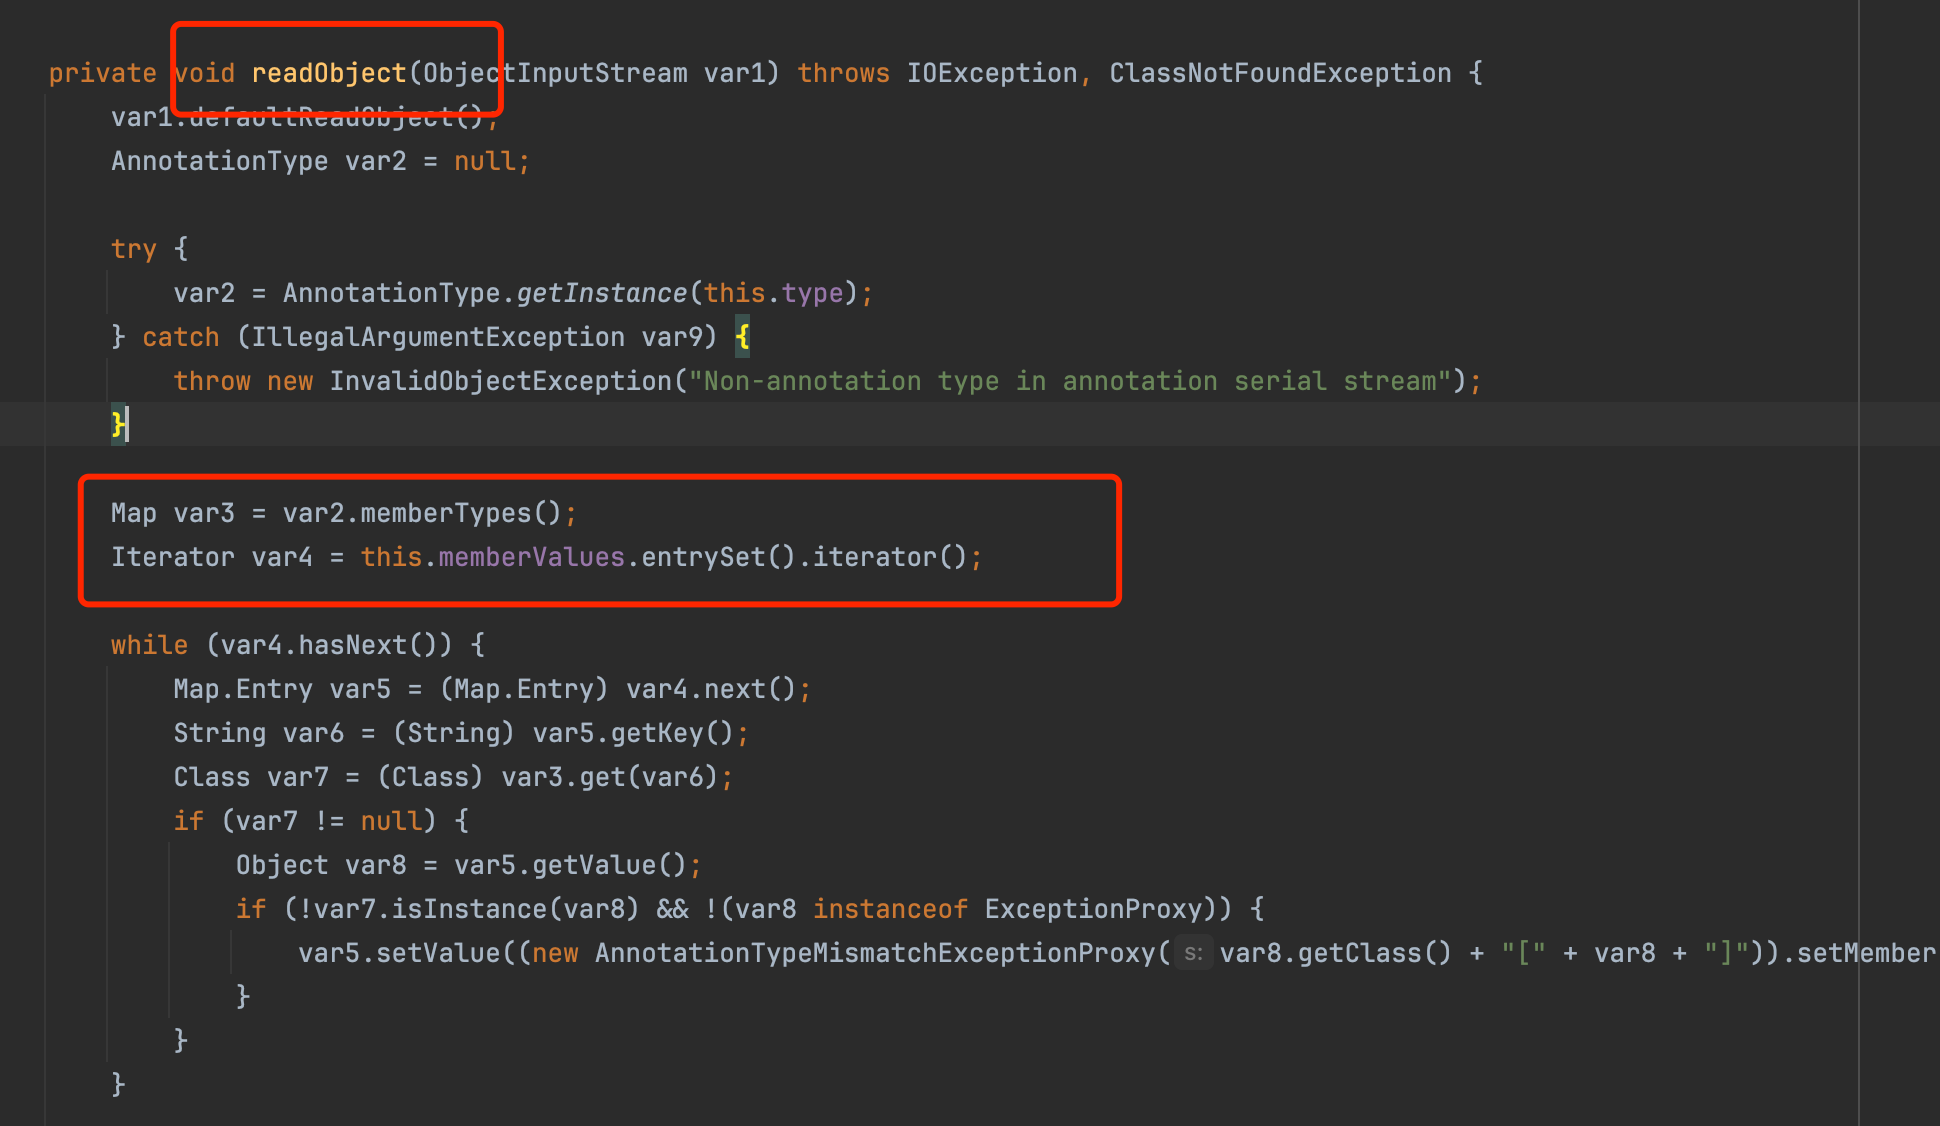 private void readObject(ObjectInputStream var1) throws IOException, ClassNotFoundException {
var1.defaultReadObject();
AnnotationType var2 = null;
try {
var2 = AnnotationType.getInstance(this.type);
} catch (IllegalArgumentException var9) {
throw new InvalidObjectException("Non-annotation type in annotation serial stream");
}
Map var3 = var2.memberTypes();
Iterator var4 = this.memberValues.entrySet().iterator();
while (var4.hasNext()) {
Map.Entry var5 = (Map.Entry) var4.next();
String var6 = (String) var5.getKey();
Class var7 = (Class) var3.get(var6);
if (var7 != null) {
Object var8 = var5.getValue();
if (!var7.isInstance(var8) && !(var8 instanceof ExceptionProxy)) {
var5.setValue((new AnnotationTypeMismatchExceptionProxy( s: var8.getClass() + "[" + var8 + "]")).setMember
}
}
}